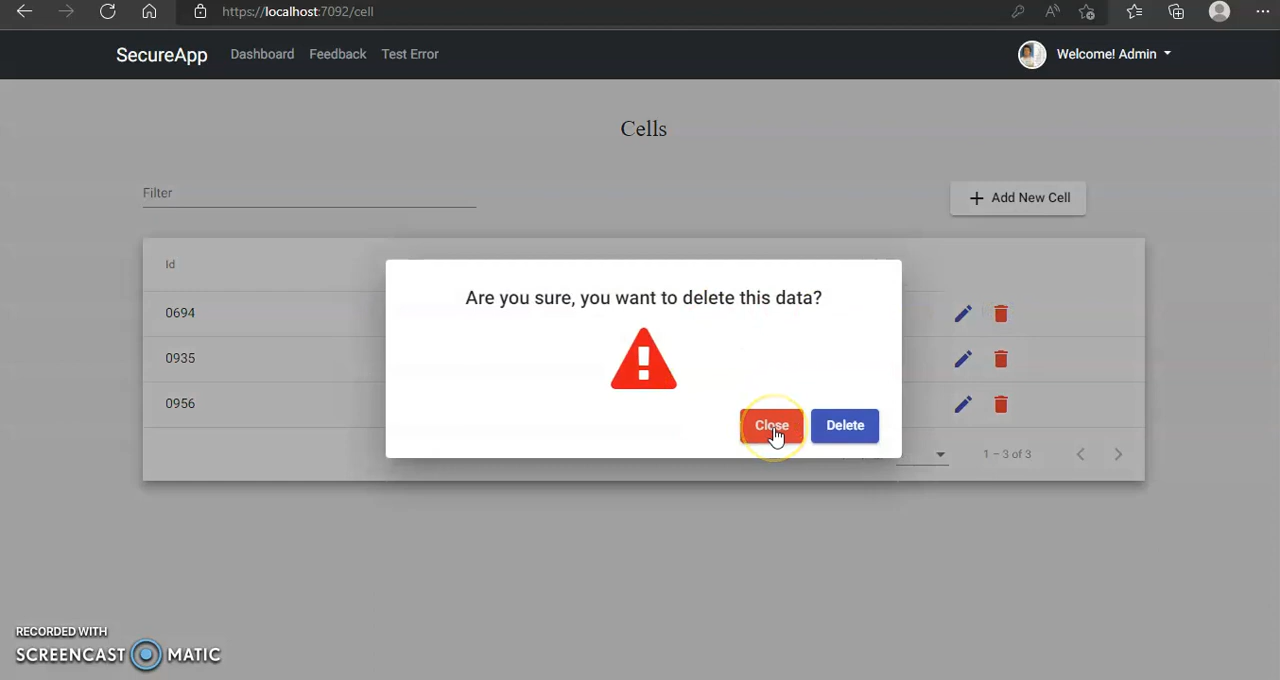 https://localhost:7092/cell
SecureApp Dashboard Feedback Test Error Welcome! Admin
Cells
Filter
Add New Cell
Id
Are you sure, you want to delete this data?
0694
0935
0956
Close Delete
1 – 3 of 3
RECORDED WITH
SCREENCAST MATIC